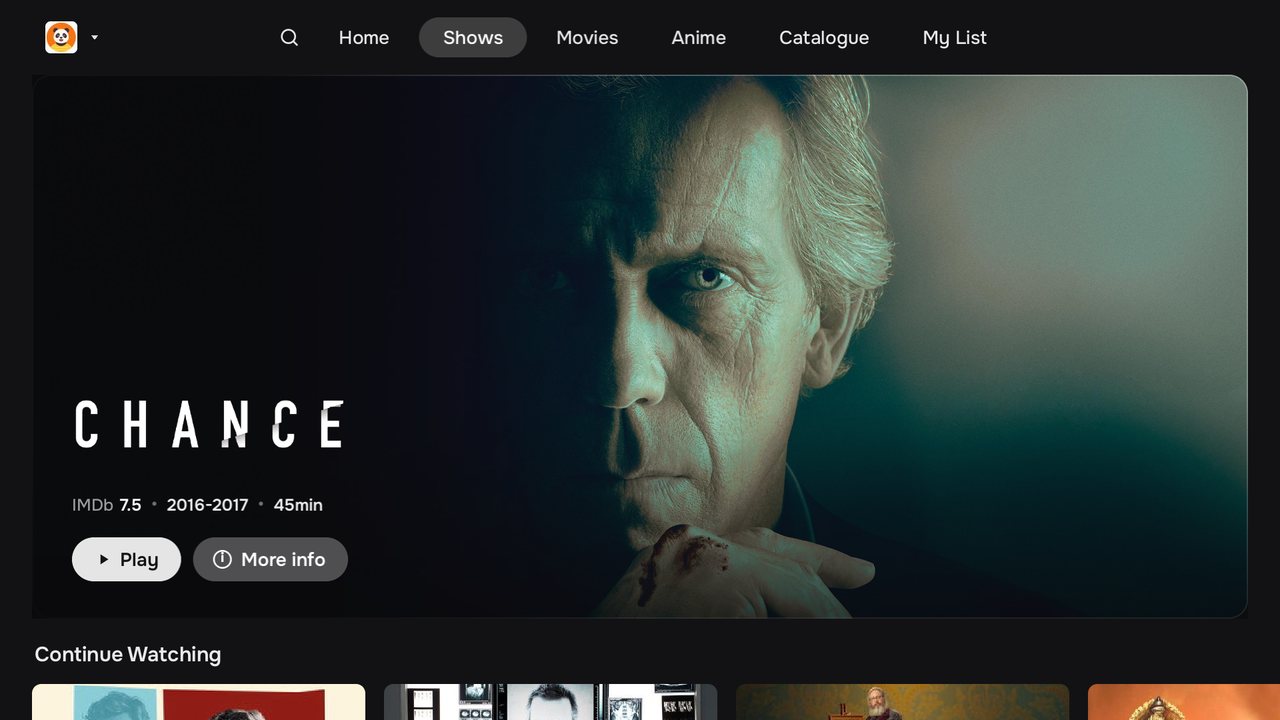 Home
Shows
Movies
Anime
Catalogue
My List
CHANCE
IMDb 7.5 • 2016-2017 • 45min
Play
More info
Continue Watching